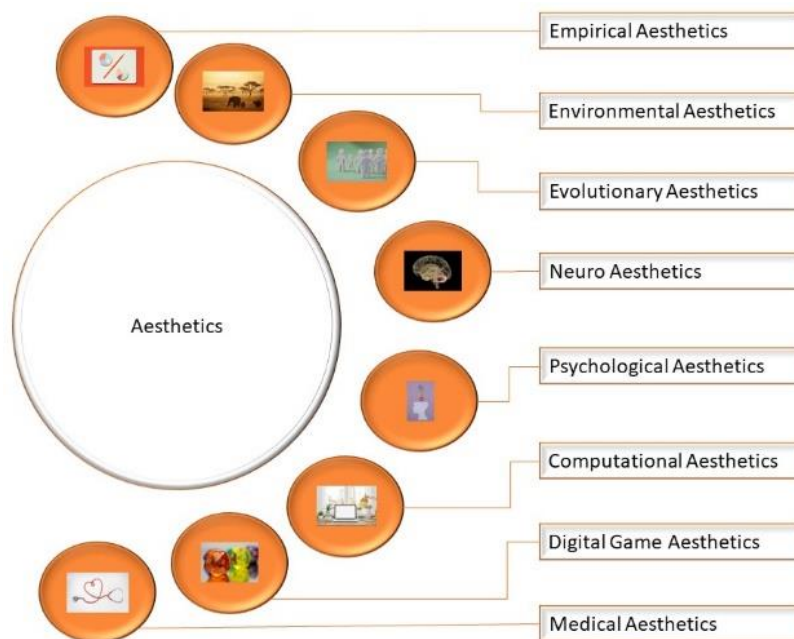 Empirical Aesthetics
Environmental Aesthetics
Evolutionary Aesthetics
Neuro Aesthetics
Aesthetics
Psychological Aesthetics
Computational Aesthetics
Digital Game Aesthetics
Medical Aesthetics